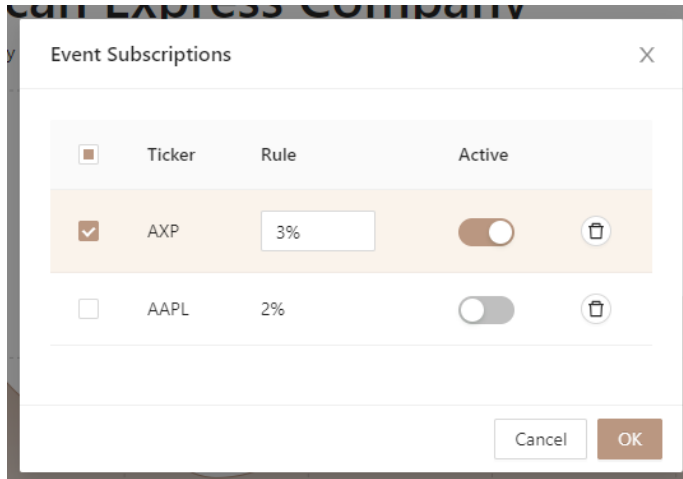 can Express Company
y
Event Subscriptions
X
Ticker Rule Active
AXP 3%
AAPL 2%
Cancel OK